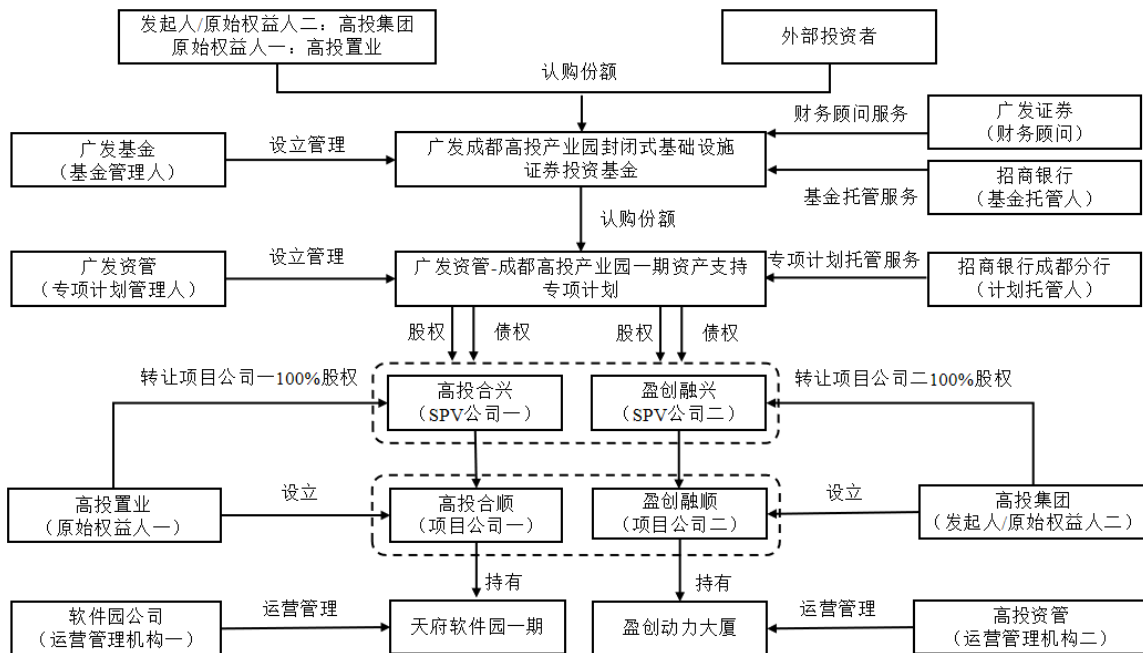 发起人/原始权益人二：高投集团
原始权益人一：高投置业
外部投资者
认购份额
财务顾问服务
广发证券
（财务顾问）
广发基金
（基金管理人）
设立管理
广发成都高投产业园封闭式基础设施
证券投资基金
招商银行
（基金托管人）
基金托管服务
认购份额
广发资管
（专项计划管理人）
设立管理
广发资管-成都高投产业园一期资产支持
专项计划
专项计划托管服务
招商银行成都分行
（计划托管人）
股权
债权
股权
债权
转让项目公司一100%股权
高投合兴
（SPV公司一）
盈创融兴
（SPV公司二）
转让项目公司二100%股权
高投置业
（原始权益人一）
设立
高投合顺
（项目公司一）
盈创融顺
（项目公司二）
设立
高投集团
（发起人/原始权益人二）
持有
持有
软件园公司
（运营管理机构一）
运营管理
天府软件园一期
盈创动力大厦
运营管理
高投资管
（运营管理机构二）